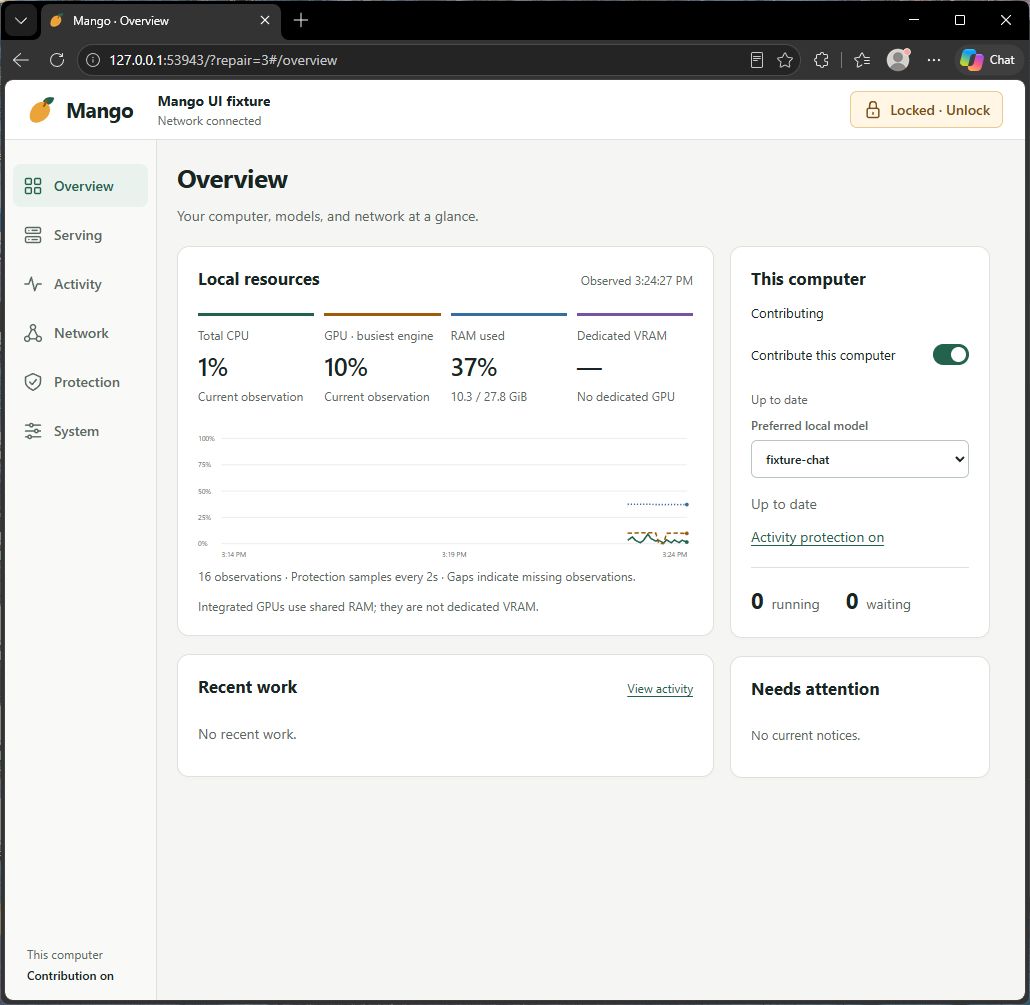 Mango · Overview
127.0.0.1:53943/?repair=3#/overview
Chat
Mango
Mango UI fixture
Network connected
Locked · Unlock
Overview
Serving
Activity
Network
Protection
System
This computer
Contribution on
Overview
Your computer, models, and network at a glance.
Local resources
Observed 3:24:27 PM
Total CPU
1%
Current observation
GPU · busiest engine
10%
Current observation
RAM used
37%
10.3 / 27.8 GiB
Dedicated VRAM
—
No dedicated GPU
100%
75%
50%
25%
0%
3:14 PM
3:19 PM
3:24 PM
16 observations · Protection samples every 2s · Gaps indicate missing observations.
Integrated GPUs use shared RAM; they are not dedicated VRAM.
This computer
Contributing
Contribute this computer
Up to date
Preferred local model
fixture-chat
Up to date
Activity protection on
0 running
0 waiting
Recent work
View activity
No recent work.
Needs attention
No current notices.